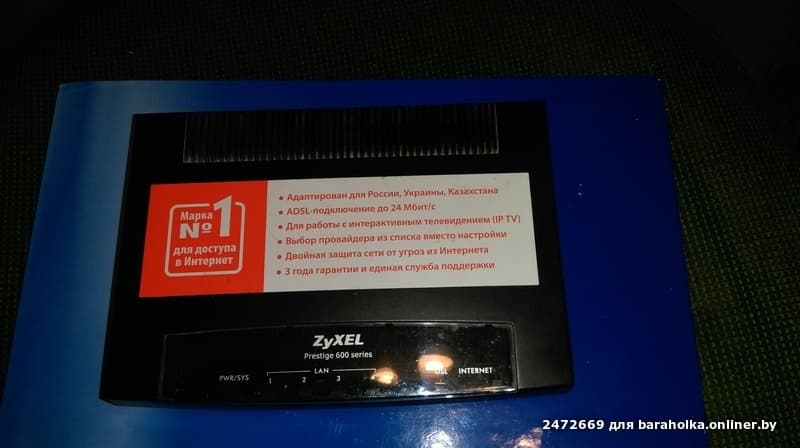 Марка
№1
для доступа
в Интернет
• Адаптирован для России, Украины, Казахстана
• ADSL-подключение до 24 Мбит/с
• Для работы с интерактивным телевидением (IP TV)
• Выбор провайдера из списка вместо настройки
• Двойная защита сети от угроз из Интернета
• 3 года гарантии и единая служба поддержки
ZyXEL
Prestige 600 series
PWR/SYS 1 2 LAN 3 DSL INTERNET
2472669 для baraholka.onliner.by